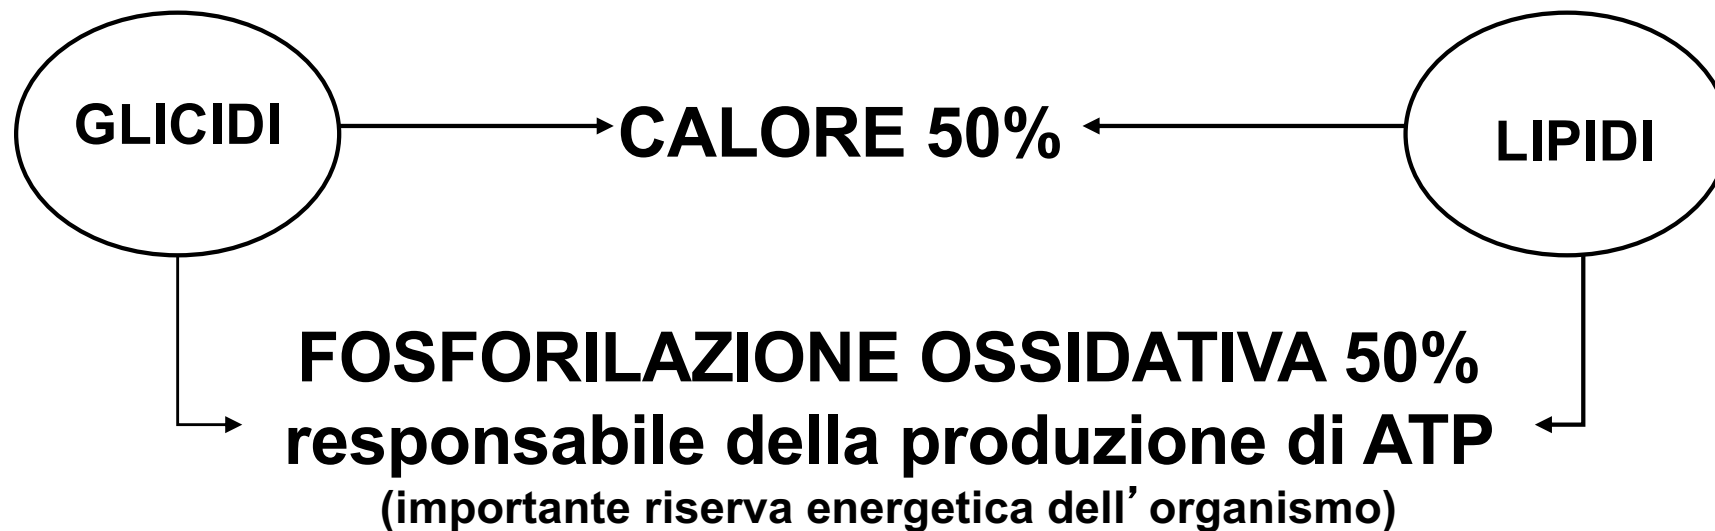 GLICIDI
CALORE 50%
LIPIDI
FOSFORILAZIONE OSSIDATIVA 50%
responsabile della produzione di ATP
(importante riserva energetica dell’ organismo)